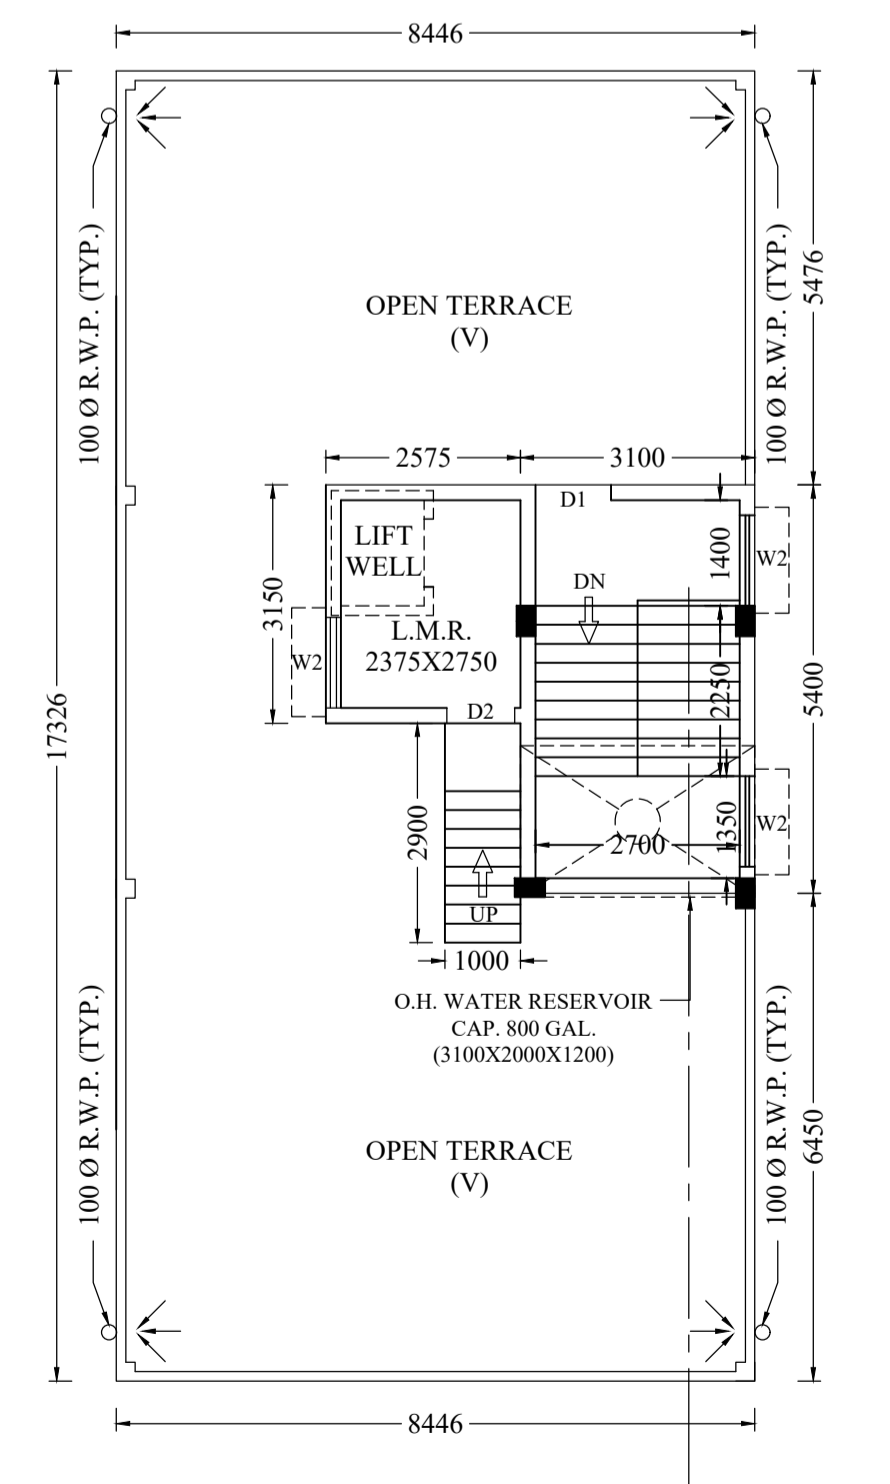 8446
100 Ø R.W.P. (TYP.)
100 Ø R.W.P. (TYP.)
5476
OPEN TERRACE
(V)
2575
3100
D1
LIFT
WELL
1400
W2
DN
3150
L.M.R.
2375X2750
W2
2250
5400
17326
D2
2900
1350
W2
2700
UP
1000
O.H. WATER RESERVOIR
CAP. 800 GAL.
(3100X2000X1200)
100 Ø R.W.P. (TYP.)
100 Ø R.W.P. (TYP.)
6450
OPEN TERRACE
(V)
8446